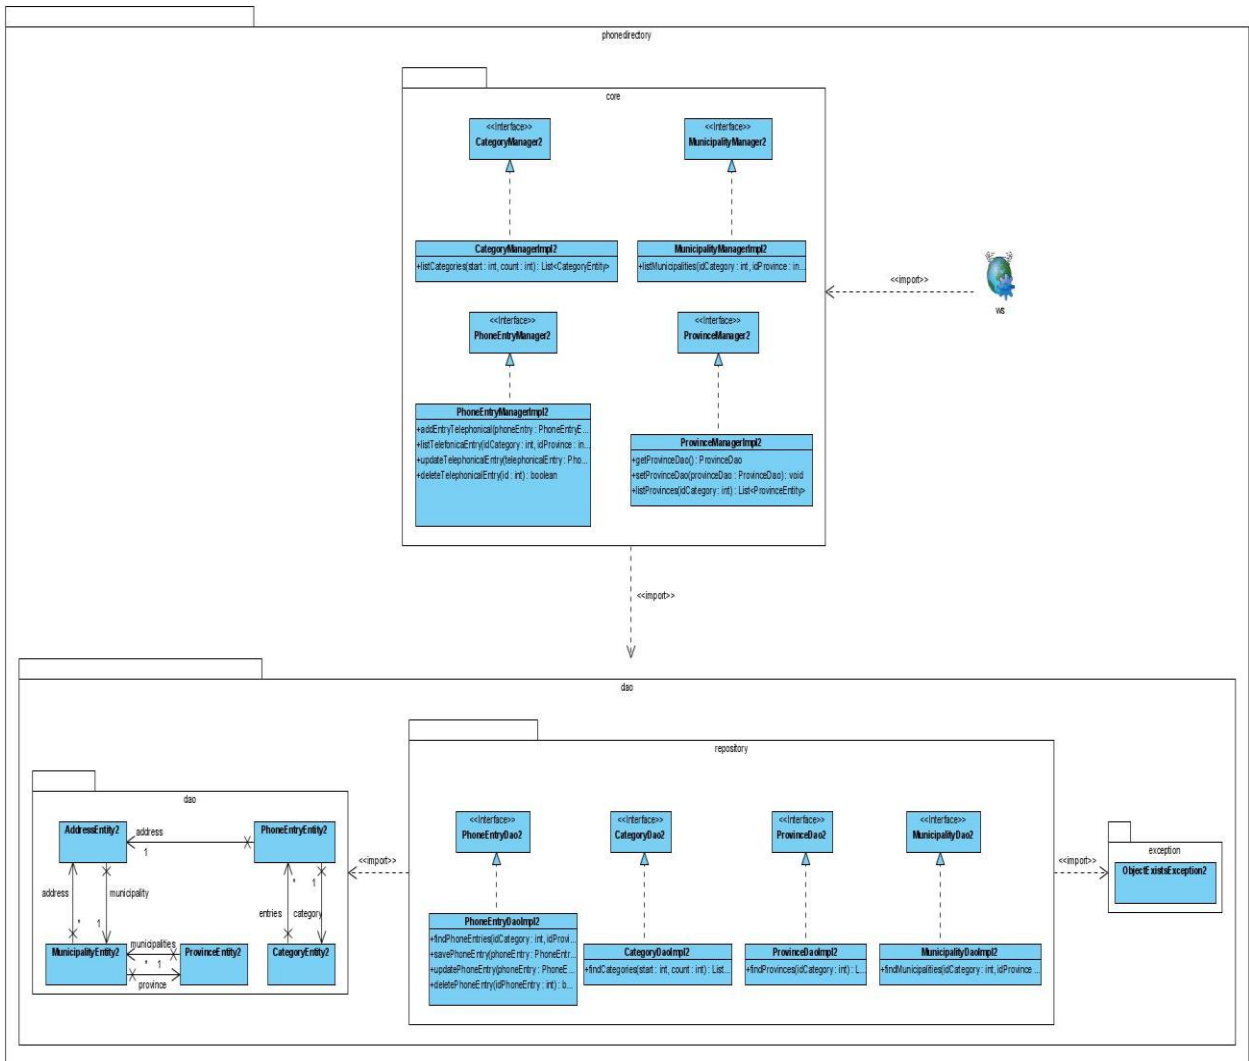 phonedirectory
core
<<Interface>>
CategoryManager2
<<Interface>>
MunicipalityManager2
CategoryManagerImpl2
+listCategories(start : int, count : int) : List<CategoryEntity>
MunicipalityManagerImpl2
+listMunicipalities(idCategory : int, idProvince : in...
<<import>>
ws
<<Interface>>
PhoneEntryManager2
<<Interface>>
ProvinceManager2
PhoneEntryManagerImpl2
+addEntryTelephonical(phoneEntry : PhoneEntryE...
+listTelefonicaEntry(idCategory : int, idProvince : in...
+updateTelephonicalEntry(telephonicalEntry : Pho...
+deleteTelephonicalEntry(id : int) : boolean
ProvinceManagerImpl2
+getProvinceDao() : ProvinceDao
+setProvinceDao(provinceDao : ProvinceDao) : void
+listProvinces(idCategory : int) : List<ProvinceEntity>
<<import>>
dao
repository
dao
AddressEntity2
address
1
PhoneEntryEntity2
address
*
municipality
1
entries
*
category
1
MunicipalityEntity2
municipalities
* 1
province
ProvinceEntity2
CategoryEntity2
<<import>>
<<Interface>>
PhoneEntryDao2
<<Interface>>
CategoryDao2
<<Interface>>
ProvinceDao2
<<Interface>>
MunicipalityDao2
PhoneEntryDaoImpl2
+findPhoneEntries(idCategory : int, idProvi...
+savePhoneEntry(phoneEntry : PhoneEntr...
+updatePhoneEntry(phoneEntry : PhoneE...
+deletePhoneEntry(idPhoneEntry : int) : b...
CategoryDaoImpl2
+findCategories(start : int, count : int) : List...
ProvinceDaoImpl2
+findProvinces(idCategory : int) : L...
MunicipalityDaoImpl2
+findMunicipalities(idCategory : int, idProvince ...
<<import>>
exception
ObjectExistsException2